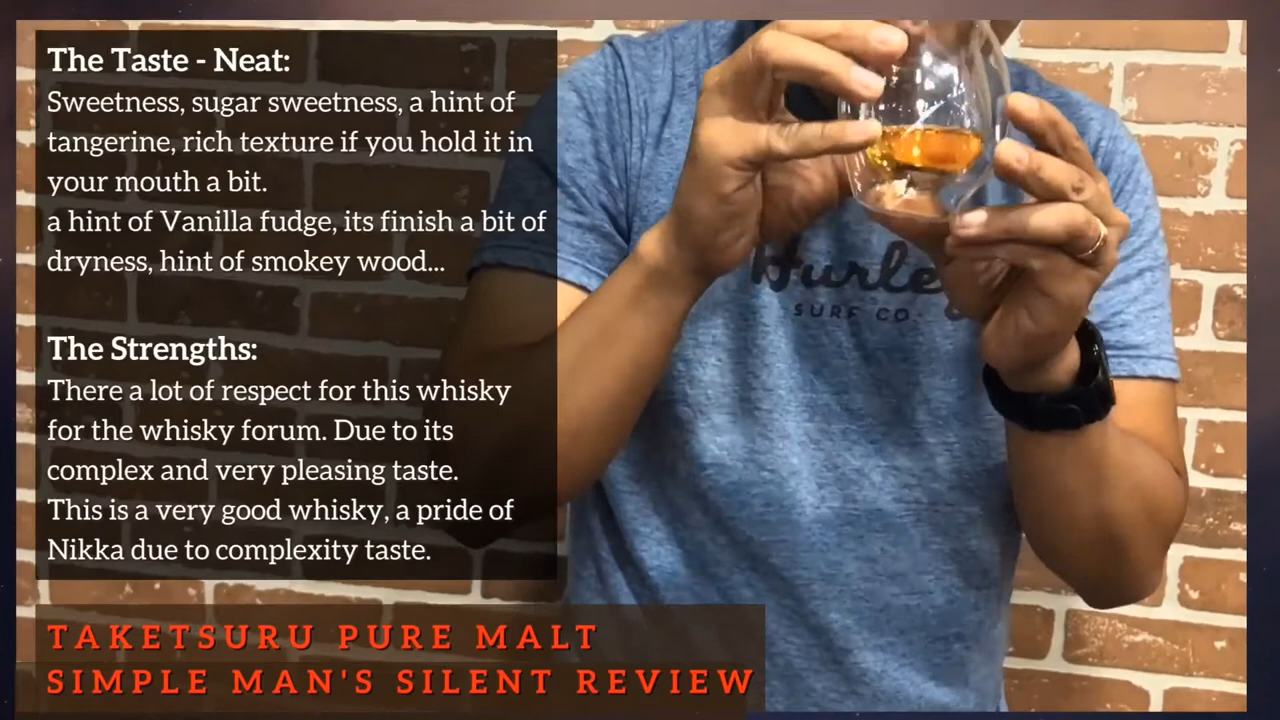 The Taste - Neat:
Sweetness, sugar sweetness, a hint of
tangerine, rich texture if you hold it in
your mouth a bit.
a hint of Vanilla fudge, its finish a bit of
dryness, hint of smokey wood...
The Strengths:
There a lot of respect for this whisky
for the whisky forum. Due to its
complex and very pleasing taste.
This is a very good whisky, a pride of
Nikka due to complexity taste.
TAKETSURU PURE MALT
SIMPLE MAN'S SILENT REVIEW
Hurle
SURF CO.